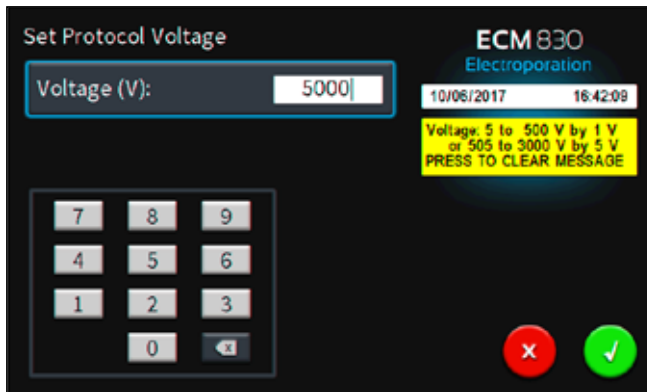 Set Protocol Voltage
Voltage (V): 5000
ECM 830
Electroporation
10/06/2017 16:42:09
Voltage: 5 to 500 V by 1 V
or 505 to 3000 V by 5 V
PRESS TO CLEAR MESSAGE
7 8 9
4 5 6
1 2 3
0